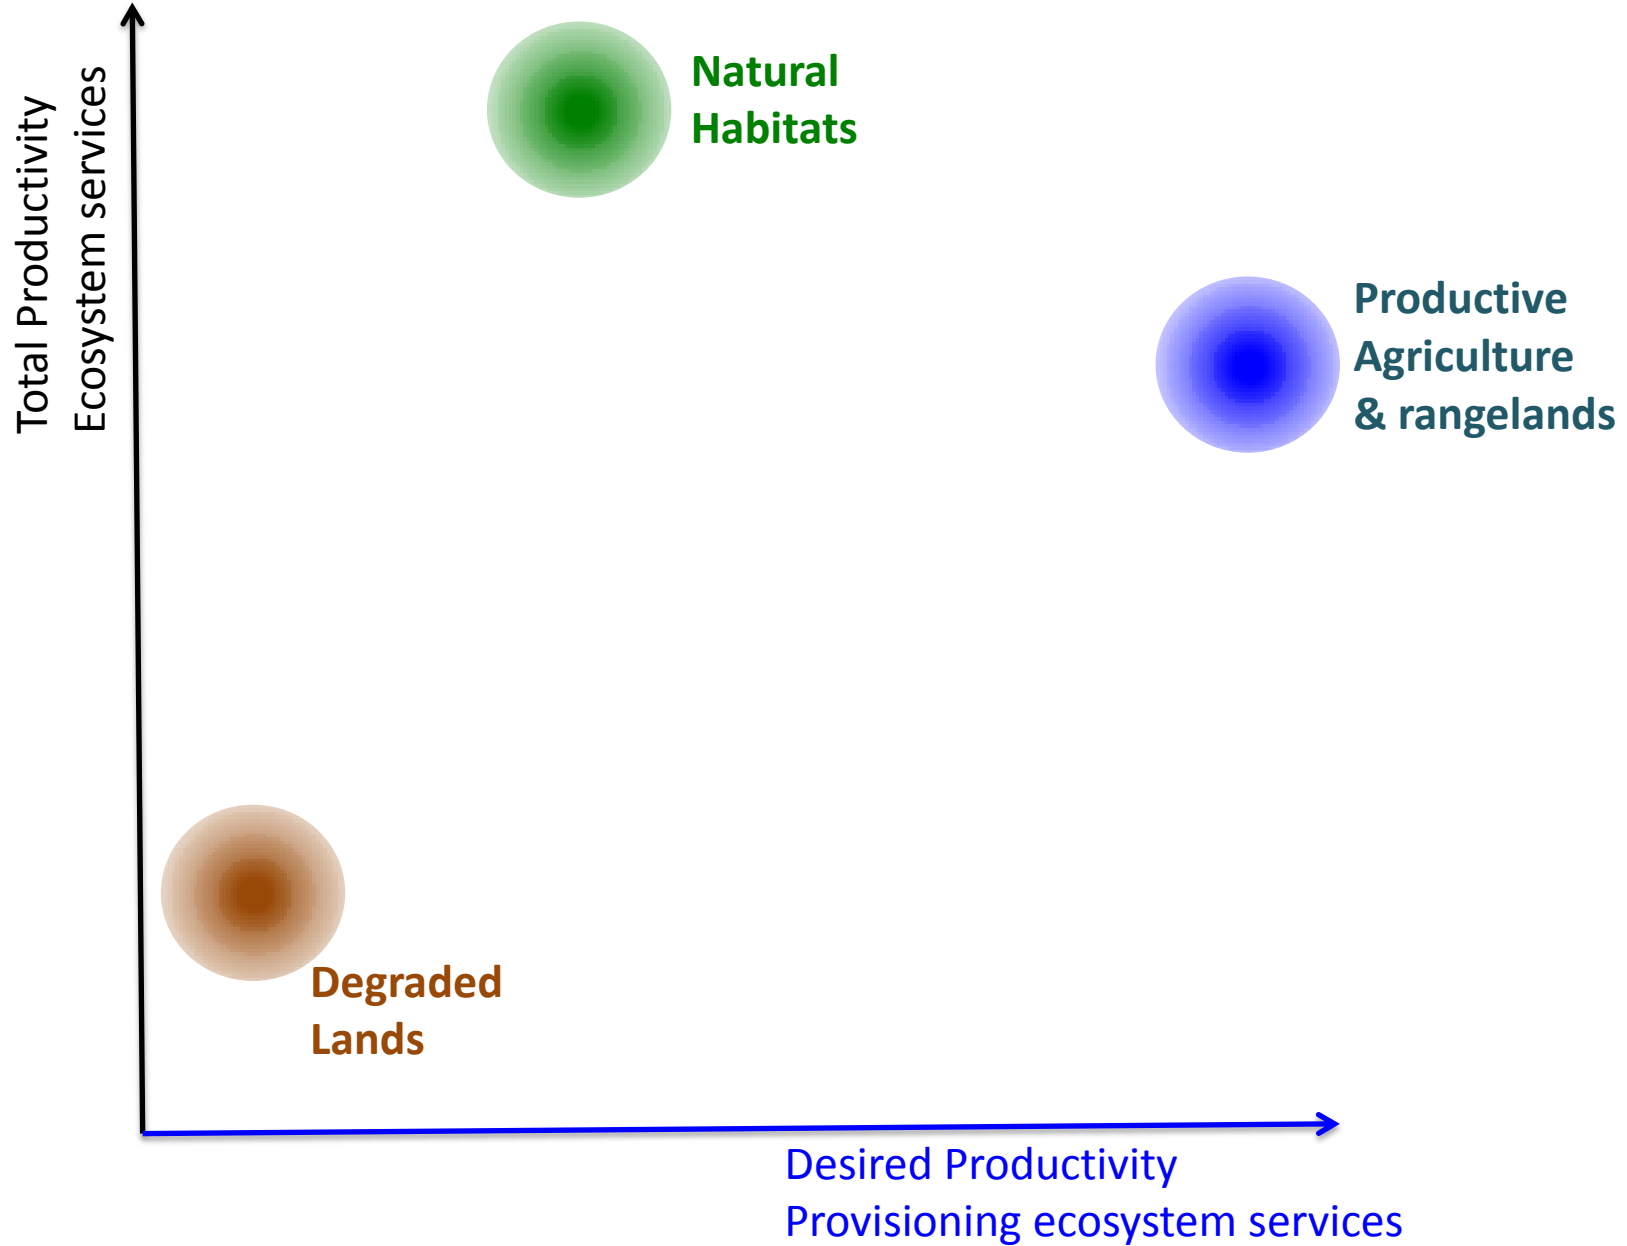 Total Productivity
Ecosystem services
Natural
Habitats
Productive
Agriculture
& rangelands
Degraded
Lands
Desired Productivity
Provisioning ecosystem services